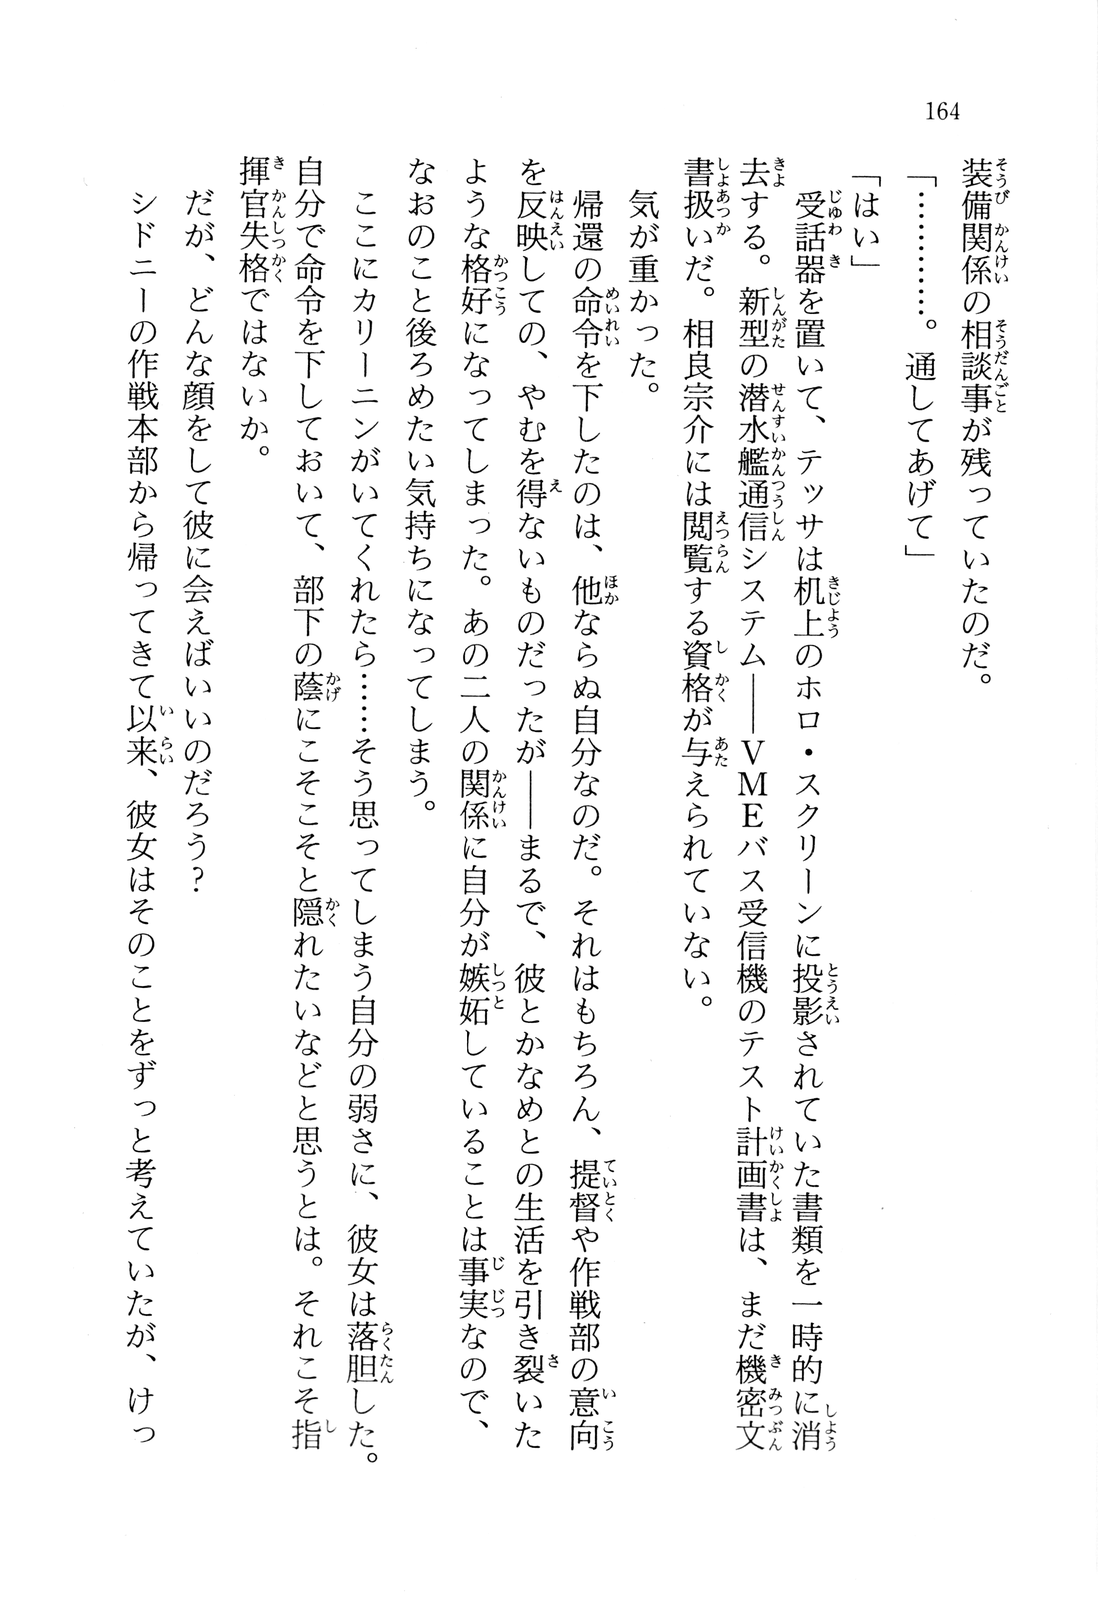 164
装備関係の相談事が残っていたのだ。
「…………。通してあげて」
「はい」
受話器を置いて、テッサは机上のホロ・スクリーンに投影されていた書類を一時的に消
去する。新型の潜水艦通信システム――VMEバス受信機のテスト計画書は、まだ機密文
書扱いだ。相良宗介には閲覧する資格が与えられていない。
気が重かった。
帰還の命令を下したのは、他ならぬ自分なのだ。それはもちろん、提督や作戦部の意向
を反映しての、やむを得ないものだったが――まるで、彼とかなめとの生活を引き裂いた
ような格好になってしまった。あの二人の関係に自分が嫉妬していることは事実なので、
なおのこと後ろめたい気持ちになってしまう。
ここにカリーニンがいてくれたら……そう思ってしまう自分の弱さに、彼女は落胆した。
自分で命令を下しておいて、部下の蔭にこそこそと隠れたいなどと思うとは。それこそ指
揮官失格ではないか。
だが、どんな顔をして彼に会えばいいのだろう?
シドニーの作戦本部から帰ってきて以来、彼女はそのことをずっと考えていたが、けっ